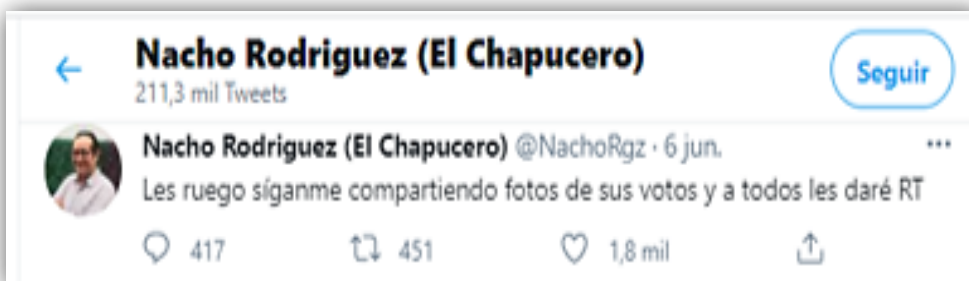 Nacho Rodriguez (El Chapucero)
211,3 mil Tweets
Seguir
Nacho Rodriguez (El Chapucero) @NachoRgz · 6 jun.
Les ruego síganme compartiendo fotos de sus votos y a todos les daré RT
417 451 1,8 mil